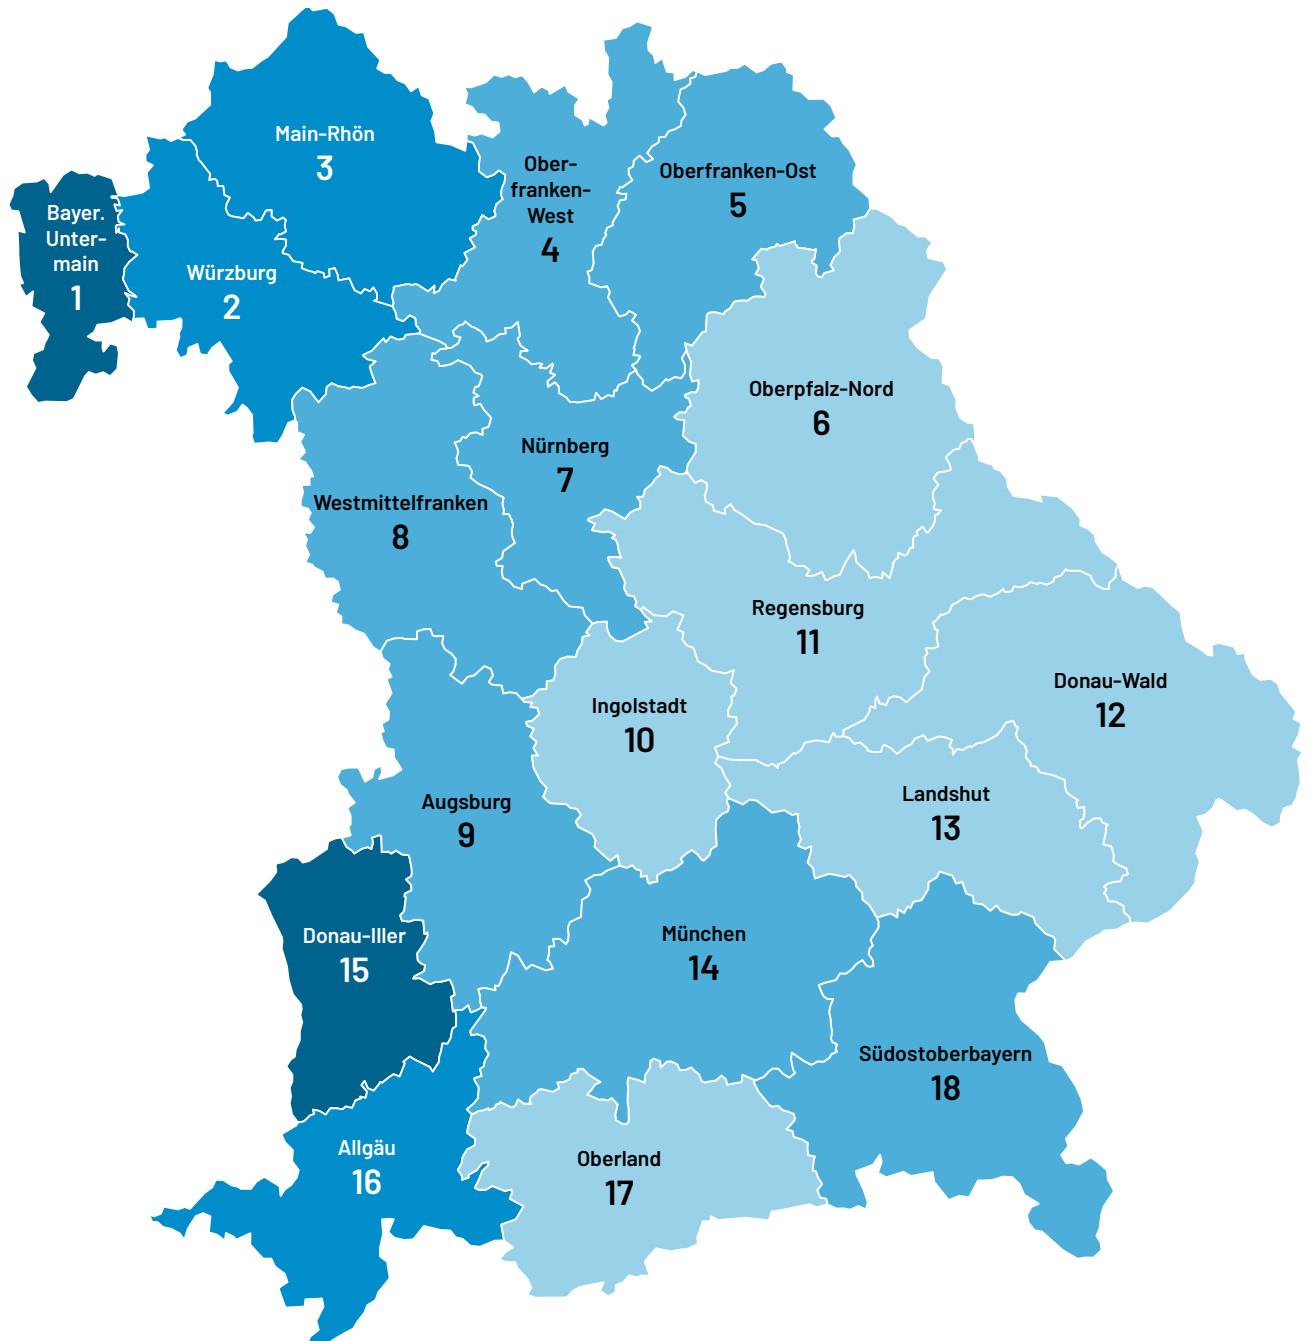 Main-Rhön
3
Ober-
franken-
West
4
Oberfranken-Ost
5
Bayer.
Unter-
main
1
Würzburg
2
Oberpfalz-Nord
6
Nürnberg
7
Westmittelfranken
8
Regensburg
11
Donau-Wald
12
Ingolstadt
10
Augsburg
9
Landshut
13
Donau-Iller
15
München
14
Südostoberbayern
18
Allgäu
16
Oberland
17